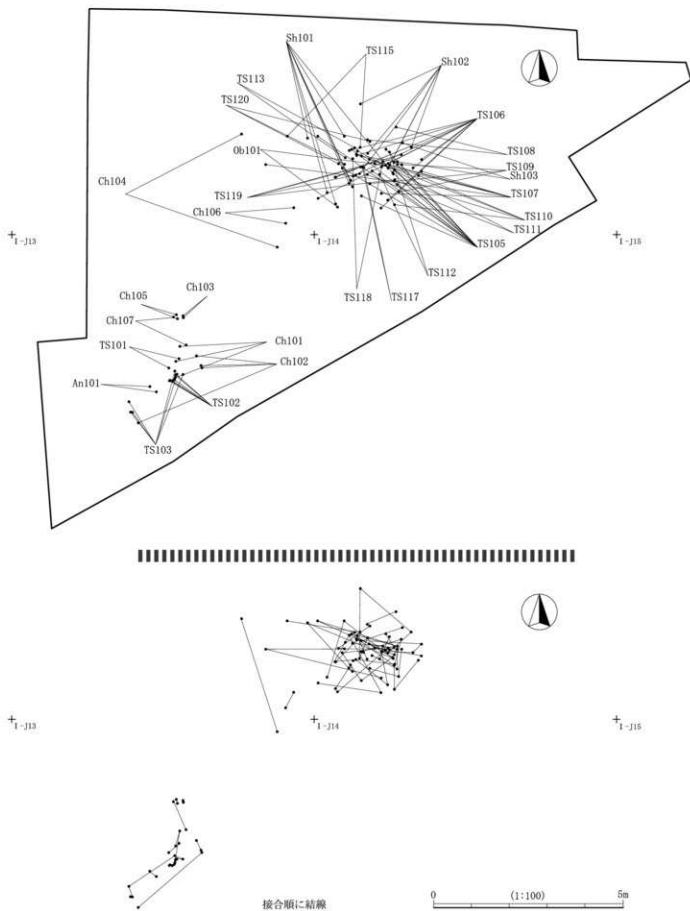 Sh101
TS115
Sh102
TS113
TS120
TS106
Ob101
TS108
TS109
Sh103
Ch104
TS119
TS107
Ch106
TS110
TS111
I-J13
I-J14
I-J15
TS105
TS112
TS118
TS117
Ch103
Ch105
Ch107
TS101
Ch101
Ch102
An101
TS102
TS103
I-J13
I-J14
I-J15
接合順に結線
0
(1:100)
5m